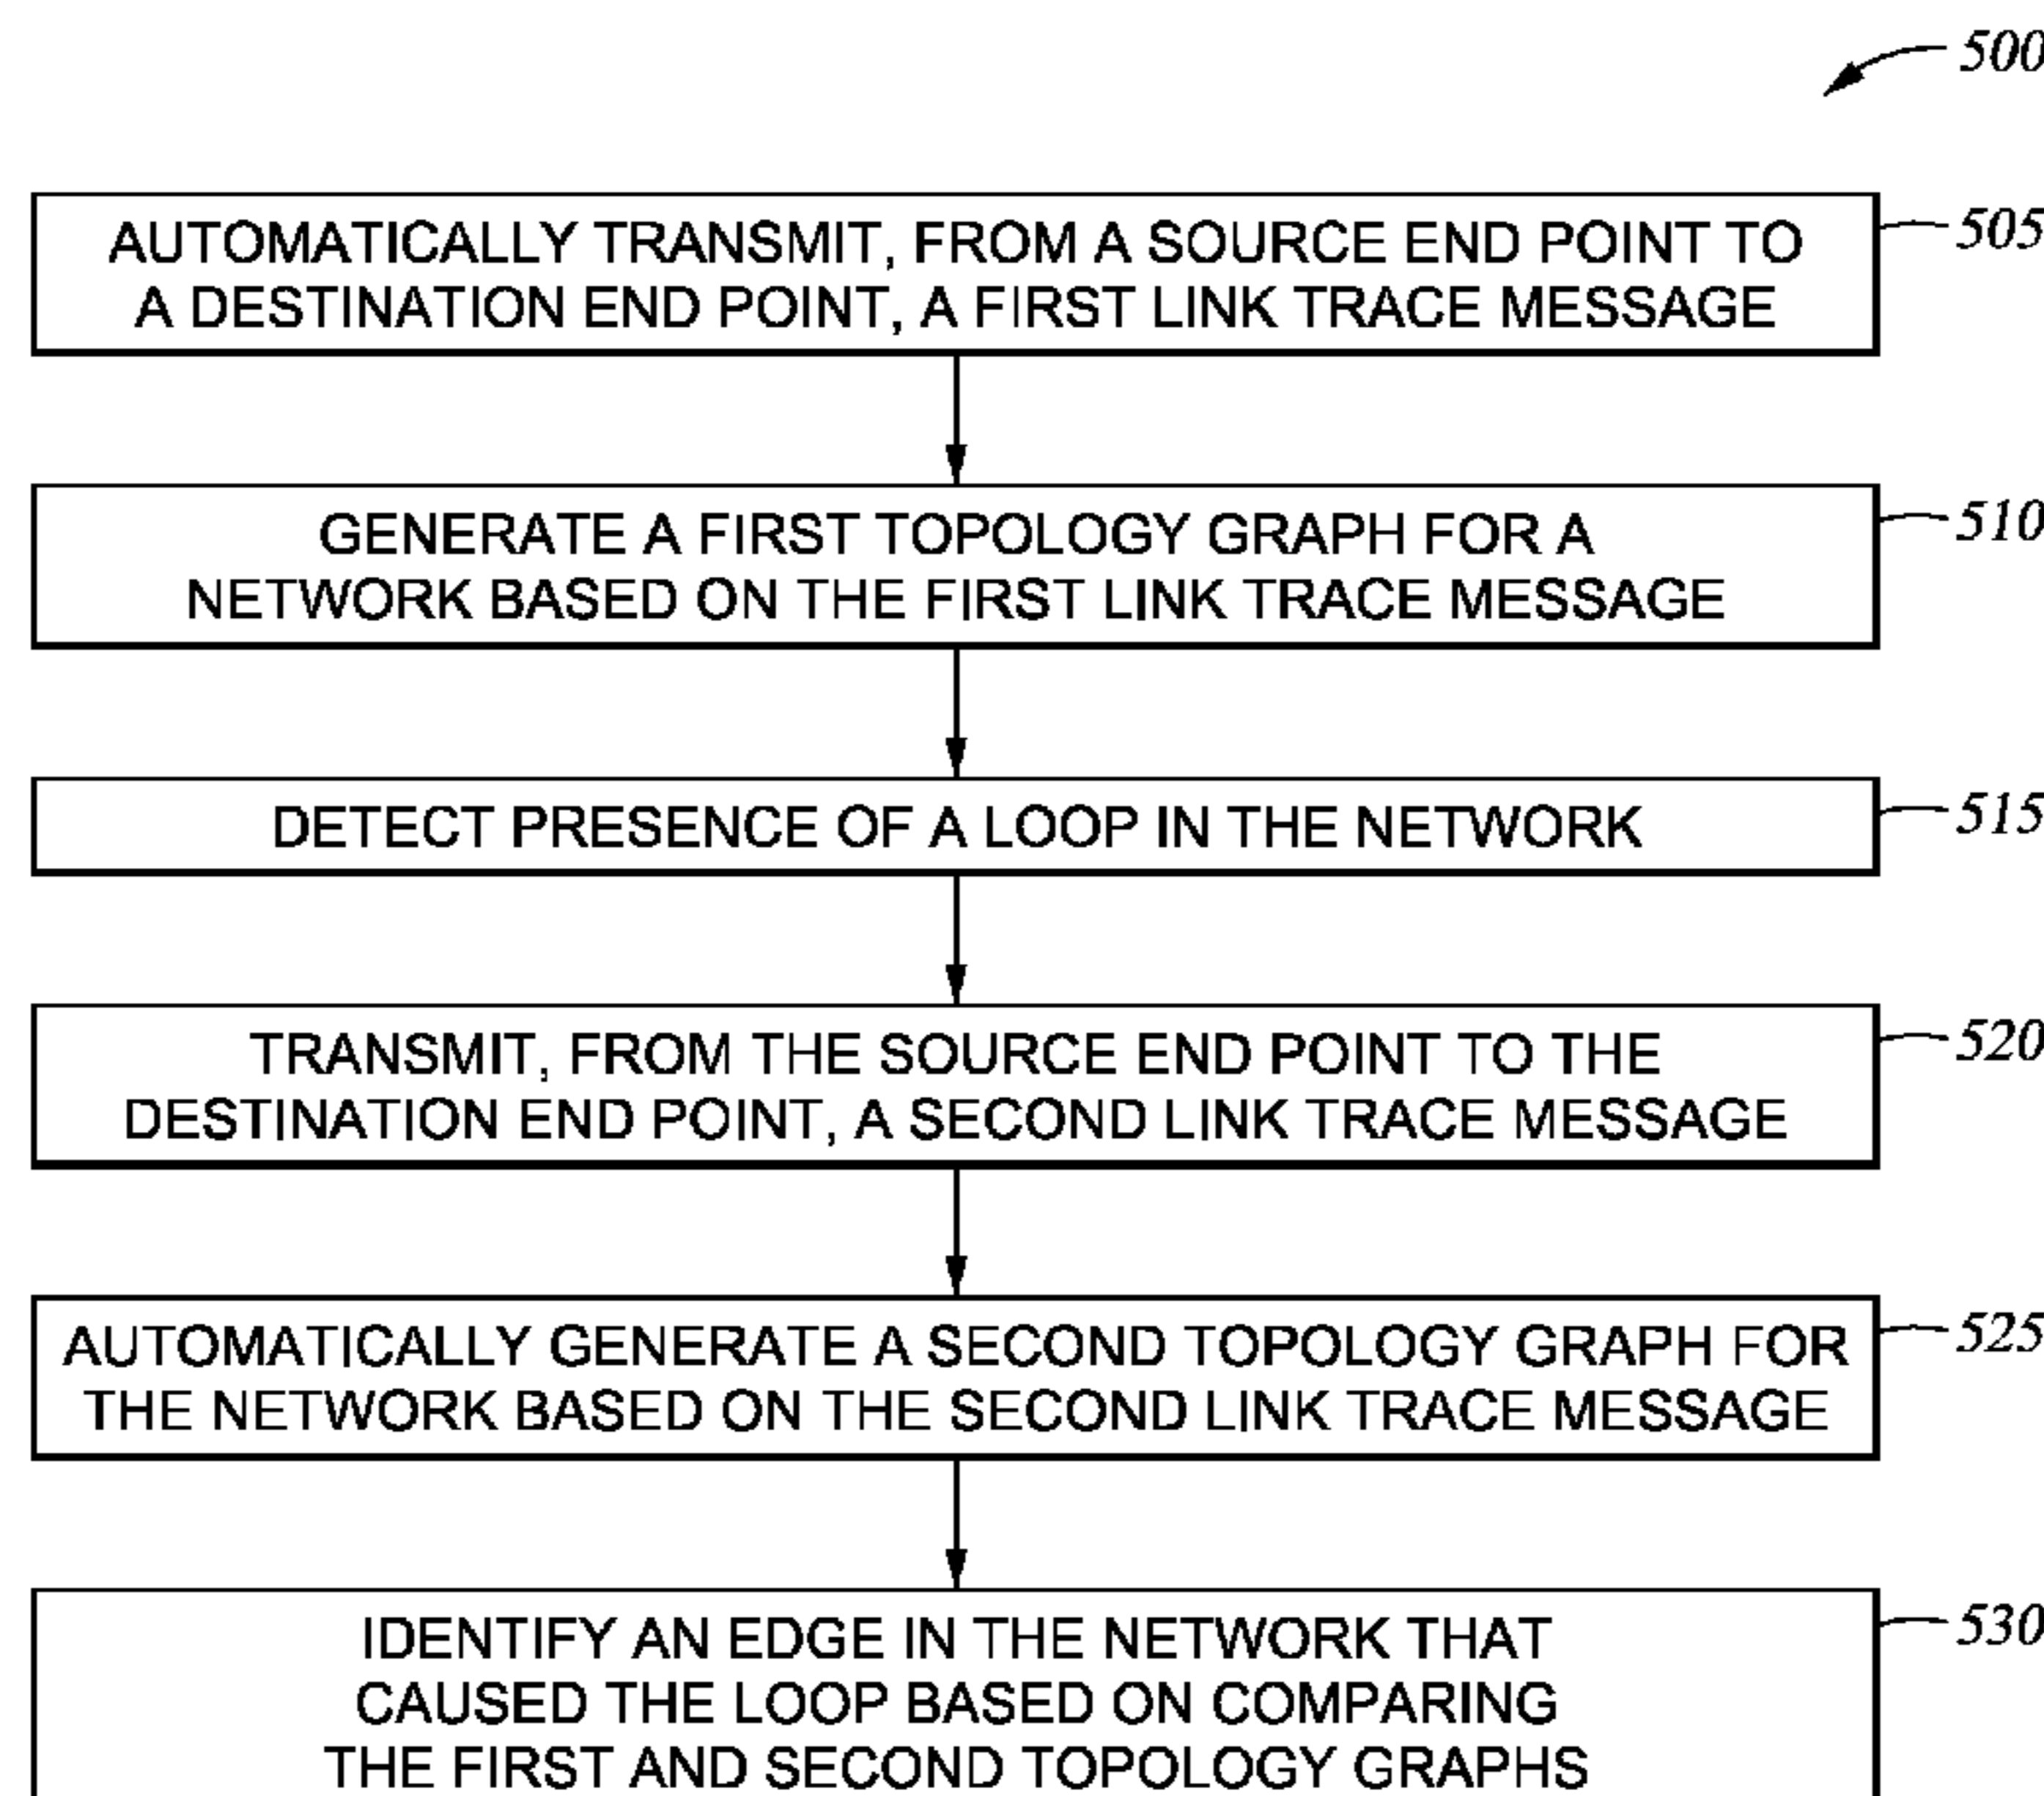 500
AUTOMATICALLY TRANSMIT, FROM A SOURCE END POINT TO
A DESTINATION END POINT, A FIRST LINK TRACE MESSAGE
505
GENERATE A FIRST TOPOLOGY GRAPH FOR A
NETWORK BASED ON THE FIRST LINK TRACE MESSAGE
510
DETECT PRESENCE OF A LOOP IN THE NETWORK
515
TRANSMIT, FROM THE SOURCE END POINT TO THE
DESTINATION END POINT, A SECOND LINK TRACE MESSAGE
520
AUTOMATICALLY GENERATE A SECOND TOPOLOGY GRAPH FOR
THE NETWORK BASED ON THE SECOND LINK TRACE MESSAGE
525
IDENTIFY AN EDGE IN THE NETWORK THAT
CAUSED THE LOOP BASED ON COMPARING
THE FIRST AND SECOND TOPOLOGY GRAPHS
530